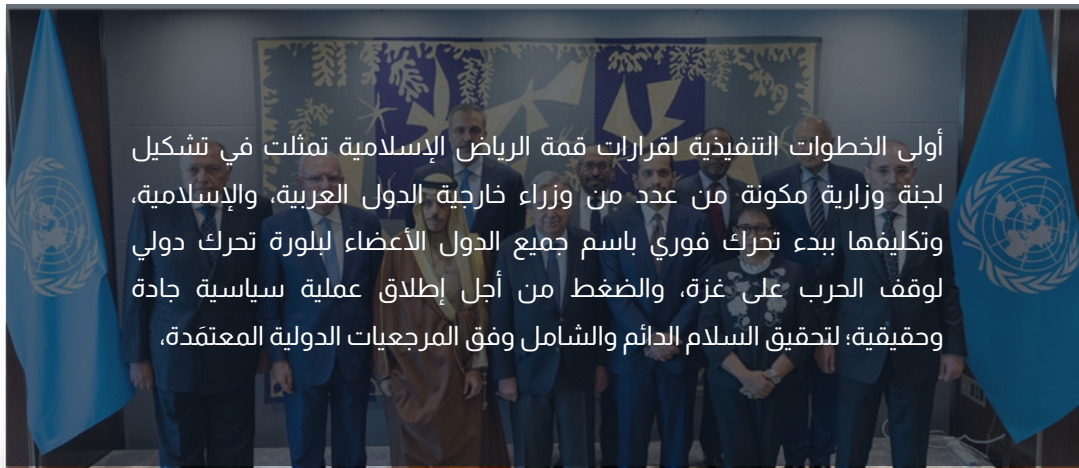 أولى الخطوات التنفيذية لقرارات قمة الرياض الإسلامية تمثلت في تشكيل
لجنة وزارية مكونة من عدد من وزراء خارجية الدول العربية، والإسلامية،
وتكليفها ببدء تحرك فوري باسم جميع الدول الأعضاء لبلورة تحرك دولي
لوقف الحرب على غزة، والضغط من أجل إطلاق عملية سياسية جادة
وحقيقية؛ لتحقيق السلام الدائم والشامل وفق المرجعيات الدولية المعتمَدة،